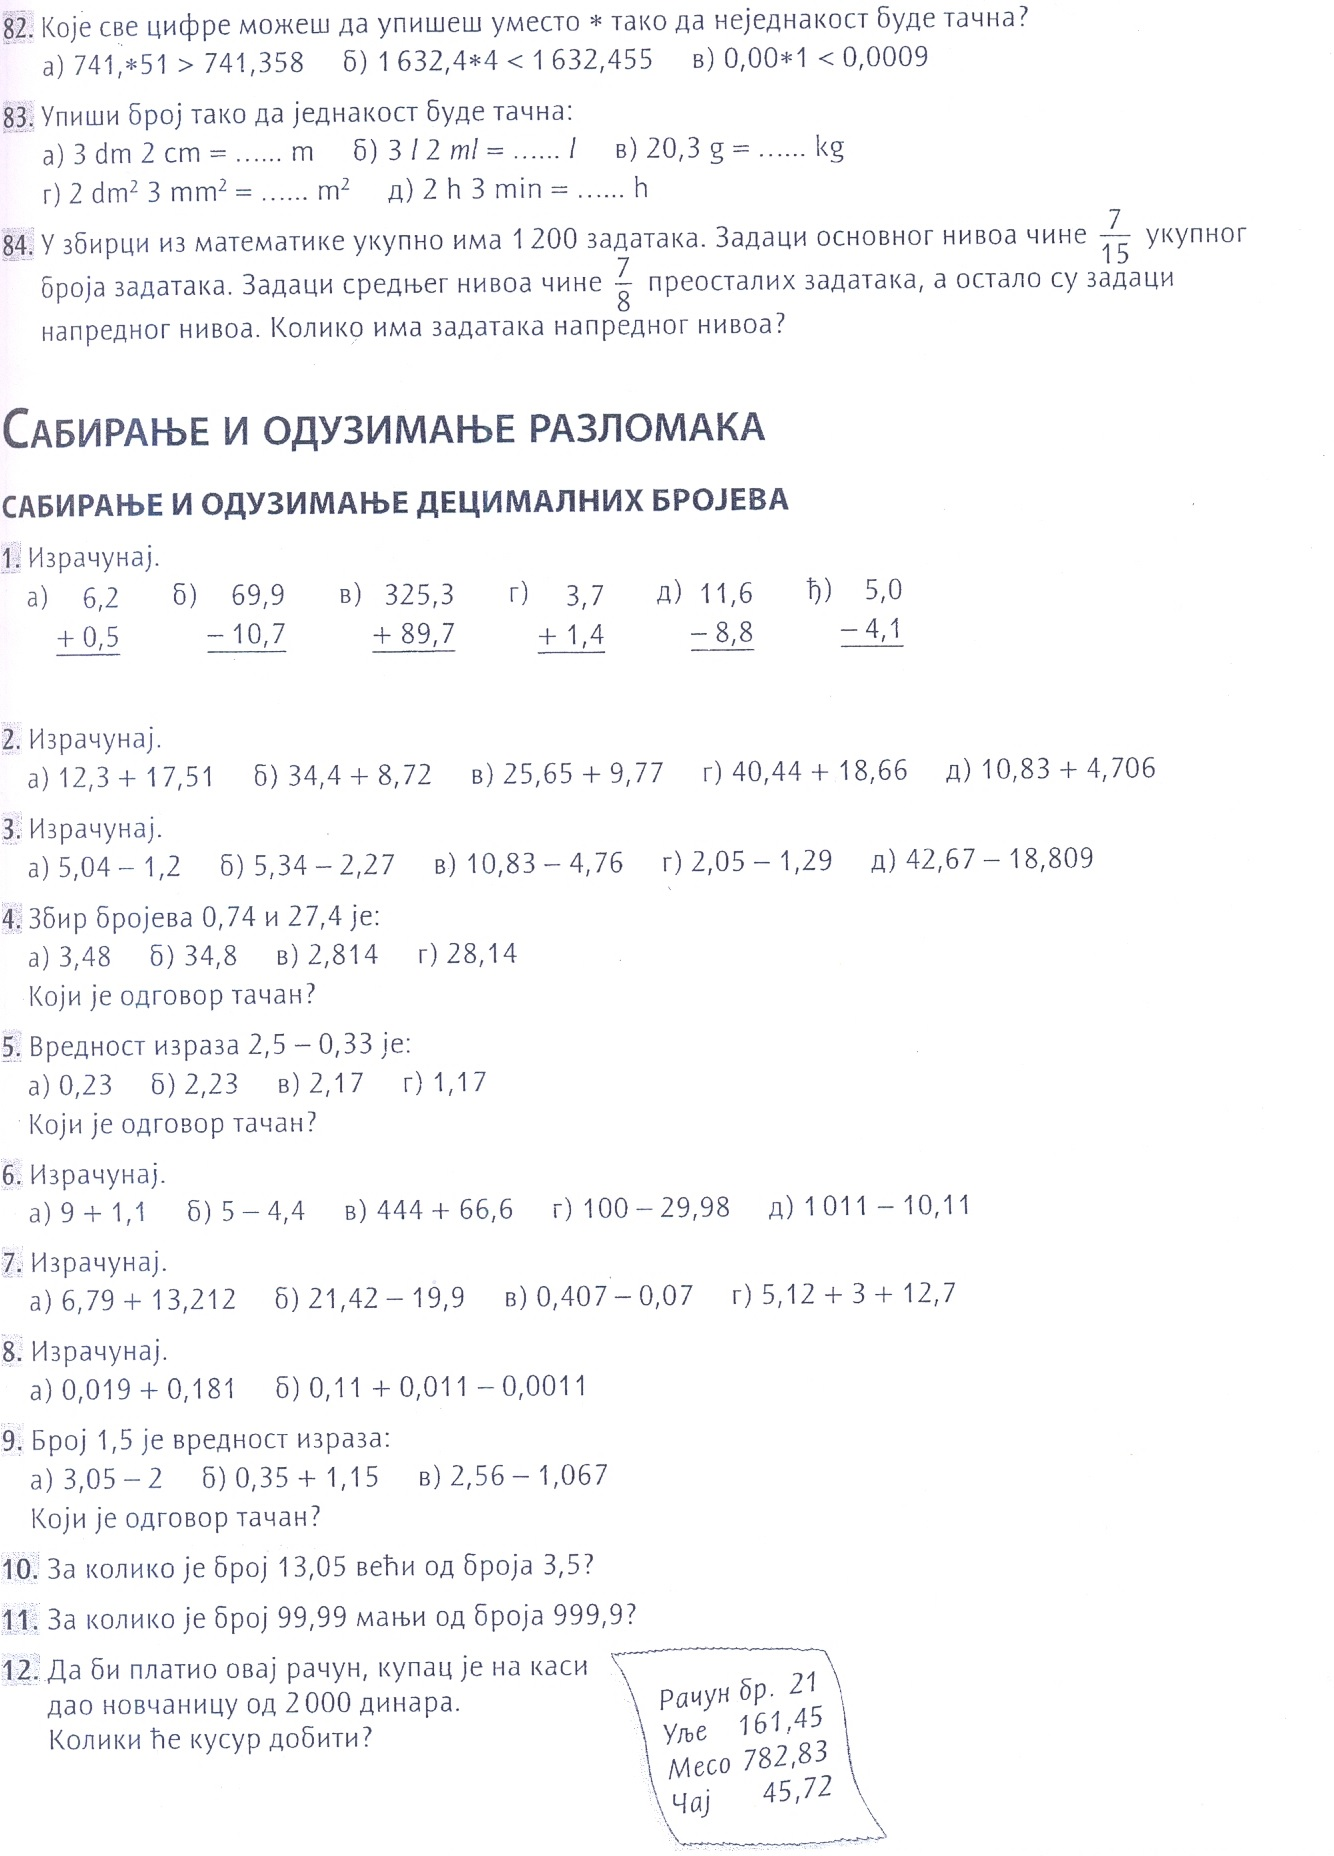 82. Које све цифре можеш да упишеш уместо * тако да неједнакост буде тачна?
а) 741,*51 > 741,358 б) 1 632,4*4 < 1 632,455 в) 0,00*1 < 0,0009
83. Упиши број тако да једнакост буде тачна:
а) 3 dm 2 cm = ...... m б) 3 l 2 ml = ...... l в) 20,3 g = ...... kg
г) 2 dm² 3 mm² = ...... m² д) 2 h 3 min = ...... h
84. У збирци из математике укупно има 1 200 задатака. Задаци основног нивоа чине 7/15 укупног
броја задатака. Задаци средњег нивоа чине 7/8 преосталих задатака, а остало су задаци
напредног нивоа. Колико има задатака напредног нивоа?
САБИРАЊЕ И ОДУЗИМАЊЕ РАЗЛОМАКА
САБИРАЊЕ И ОДУЗИМАЊЕ ДЕЦИМАЛНИХ БРОЈЕВА
1. Израчунај.
а) 6,2 б) 69,9 в) 325,3 г) 3,7 д) 11,6 ђ) 5,0
+ 0,5 – 10,7 + 89,7 + 1,4 – 8,8 – 4,1
2. Израчунај.
а) 12,3 + 17,51 б) 34,4 + 8,72 в) 25,65 + 9,77 г) 40,44 + 18,66 д) 10,83 + 4,706
3. Израчунај.
а) 5,04 – 1,2 б) 5,34 – 2,27 в) 10,83 – 4,76 г) 2,05 – 1,29 д) 42,67 – 18,809
4. Збир бројева 0,74 и 27,4 је:
а) 3,48 б) 34,8 в) 2,814 г) 28,14
Који је одговор тачан?
5. Вредност израза 2,5 – 0,33 је:
а) 0,23 б) 2,23 в) 2,17 г) 1,17
Који је одговор тачан?
6. Израчунај.
а) 9 + 1,1 б) 5 – 4,4 в) 444 + 66,6 г) 100 – 29,98 д) 1 011 – 10,11
7. Израчунај.
а) 6,79 + 13,212 б) 21,42 – 19,9 в) 0,407 – 0,07 г) 5,12 + 3 + 12,7
8. Израчунај.
а) 0,019 + 0,181 б) 0,11 + 0,011 – 0,0011
9. Број 1,5 је вредност израза:
а) 3,05 – 2 б) 0,35 + 1,15 в) 2,56 – 1,067
Који је одговор тачан?
10. За колико је број 13,05 већи од броја 3,5?
11. За колико је број 99,99 мањи од броја 999,9?
12. Да би платио овај рачун, купац је на каси
дао новчаницу од 2 000 динара.
Колики ће кусур добити?
Рачун бр. 21
Уље 161,45
Месо 782,83
Чај 45,72